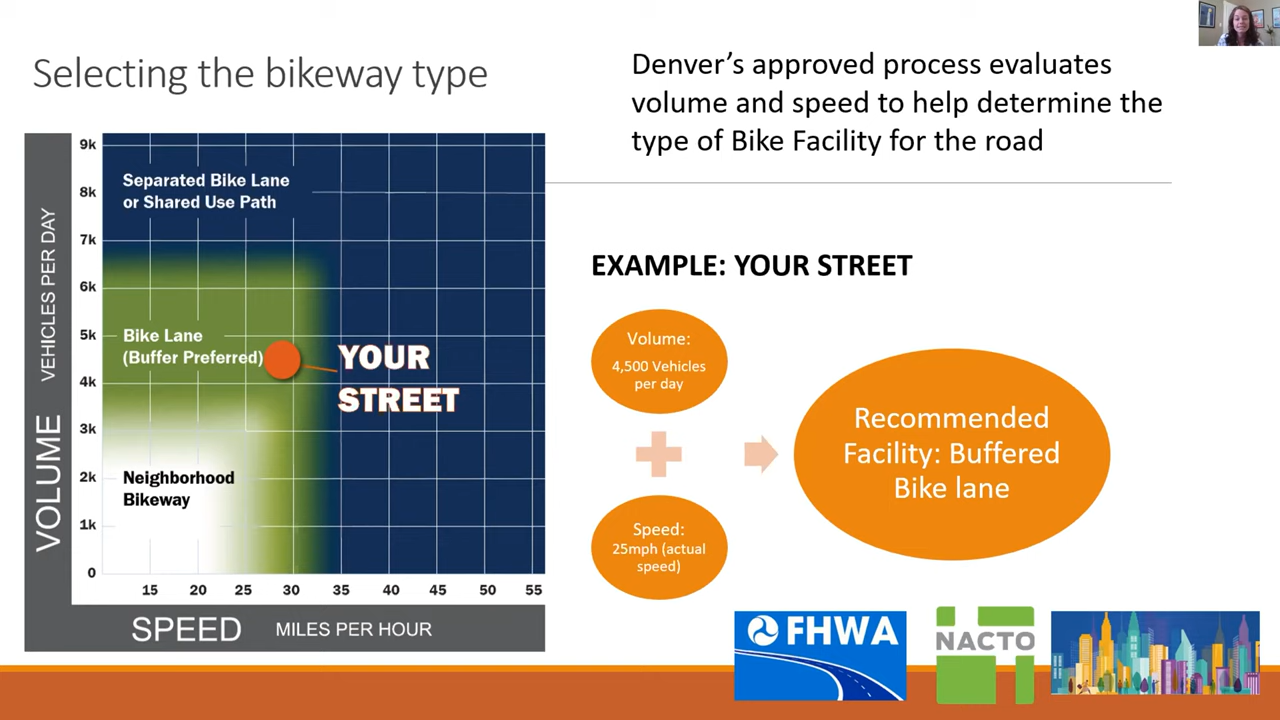 Selecting the bikeway type
Denver's approved process evaluates
volume and speed to help determine the
type of Bike Facility for the road
VOLUME VEHICLES PER DAY
9k
8k
7k
6k
5k
4k
3k
2k
1k
0
Separated Bike Lane
or Shared Use Path
Bike Lane
(Buffer Preferred)
YOUR
STREET
Neighborhood
Bikeway
15 20 25 30 35 40 45 50 55
SPEED MILES PER HOUR
EXAMPLE: YOUR STREET
Volume:
4,500 Vehicles
per day
Speed:
25mph (actual
speed)
Recommended
Facility: Buffered
Bike lane
FHWA
NACTO